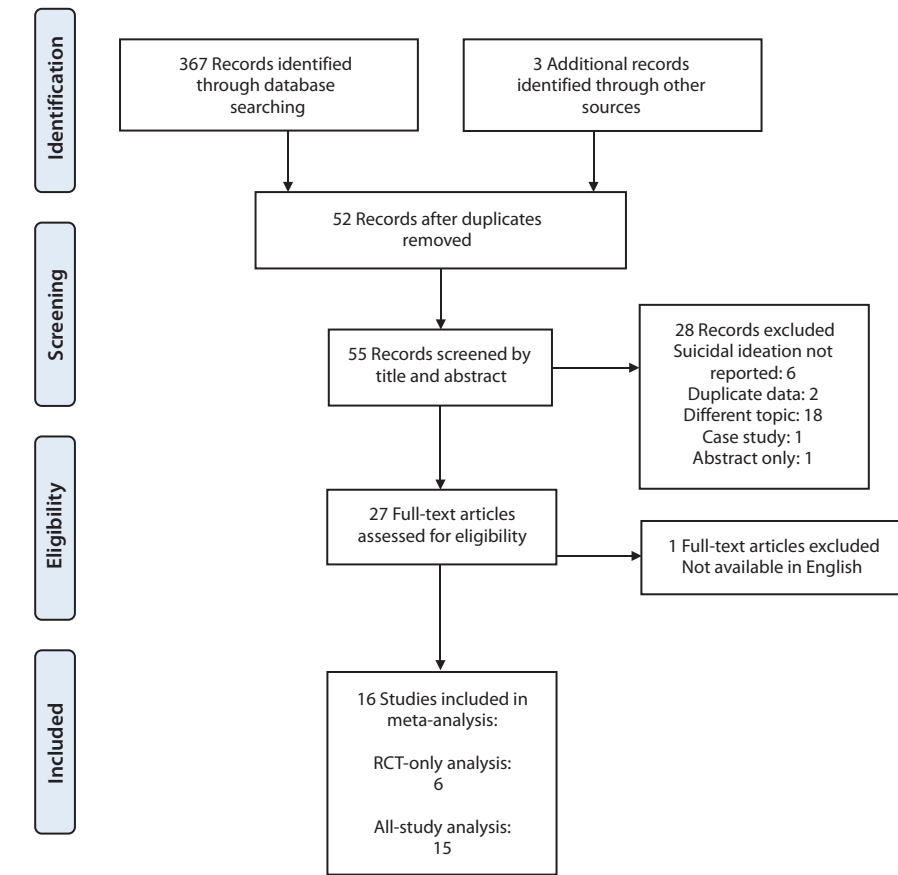 Identification
367 Records identified
through database
searching
3 Additional records
identified through other
sources
52 Records after duplicates
removed
Screening
55 Records screened by
title and abstract
28 Records excluded
Suicidal ideation not
reported: 6
Duplicate data: 2
Different topic: 18
Case study: 1
Abstract only: 1
Eligibility
27 Full-text articles
assessed for eligibility
1 Full-text articles excluded
Not available in English
Included
16 Studies included in
meta-analysis:
RCT-only analysis:
6
All-study analysis:
15